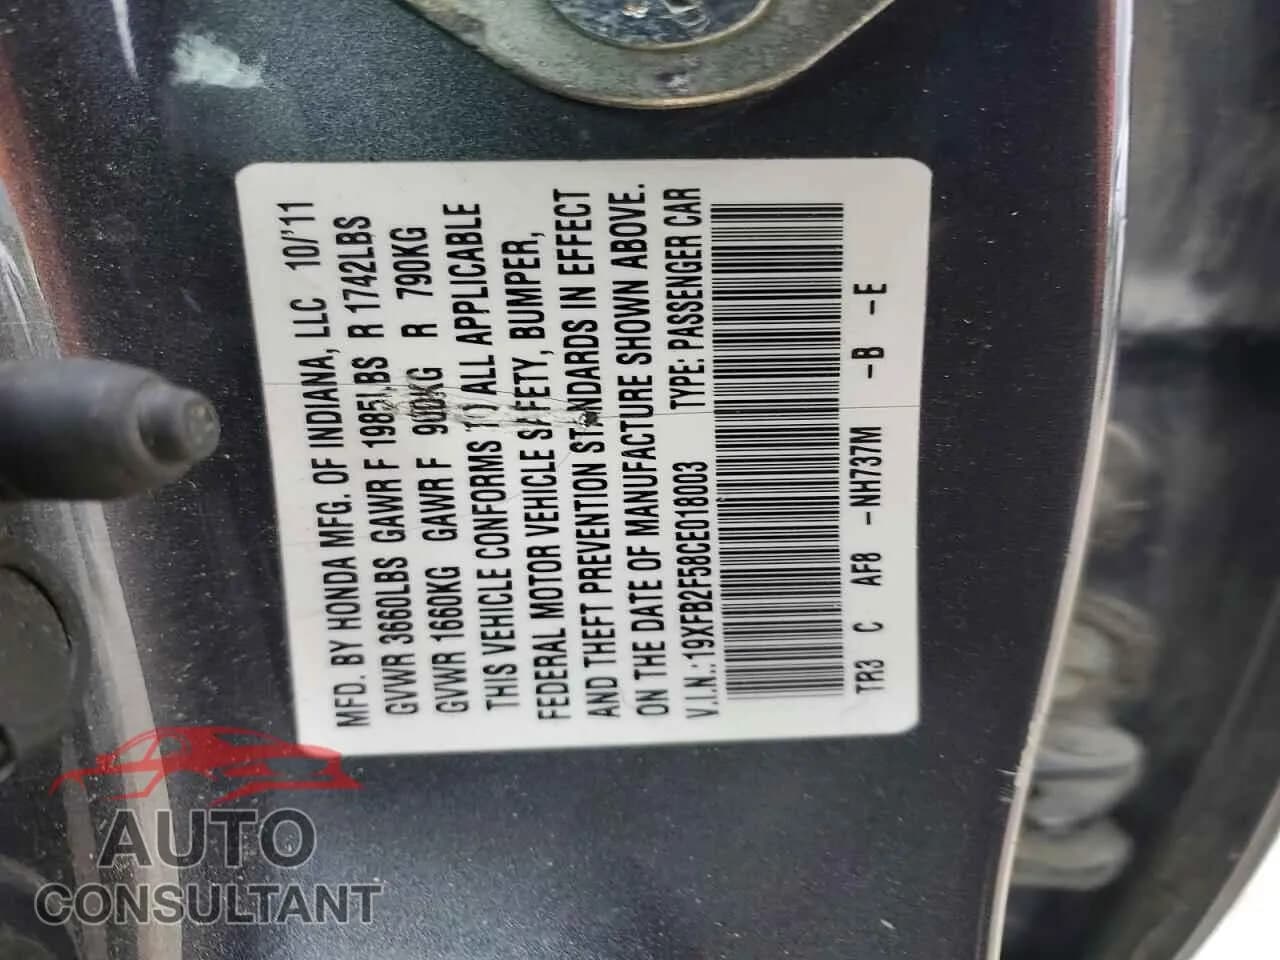 MFD. BY HONDA MFG. OF INDIANA, LLC 10/'11
GVWR 3660LBS GAWR F 1985LBS R 1742LBS
GVWR 1660KG GAWR F 900KG R 790KG
THIS VEHICLE CONFORMS TO ALL APPLICABLE
FEDERAL MOTOR VEHICLE SAFETY, BUMPER,
AND THEFT PREVENTION STANDARDS IN EFFECT
ON THE DATE OF MANUFACTURE SHOWN ABOVE.
V.I.N.:19XFB2F58CE018003 TYPE: PASSENGER CAR
TR3 C AF8 -NH737M -B -E
AUTO
CONSULTANT